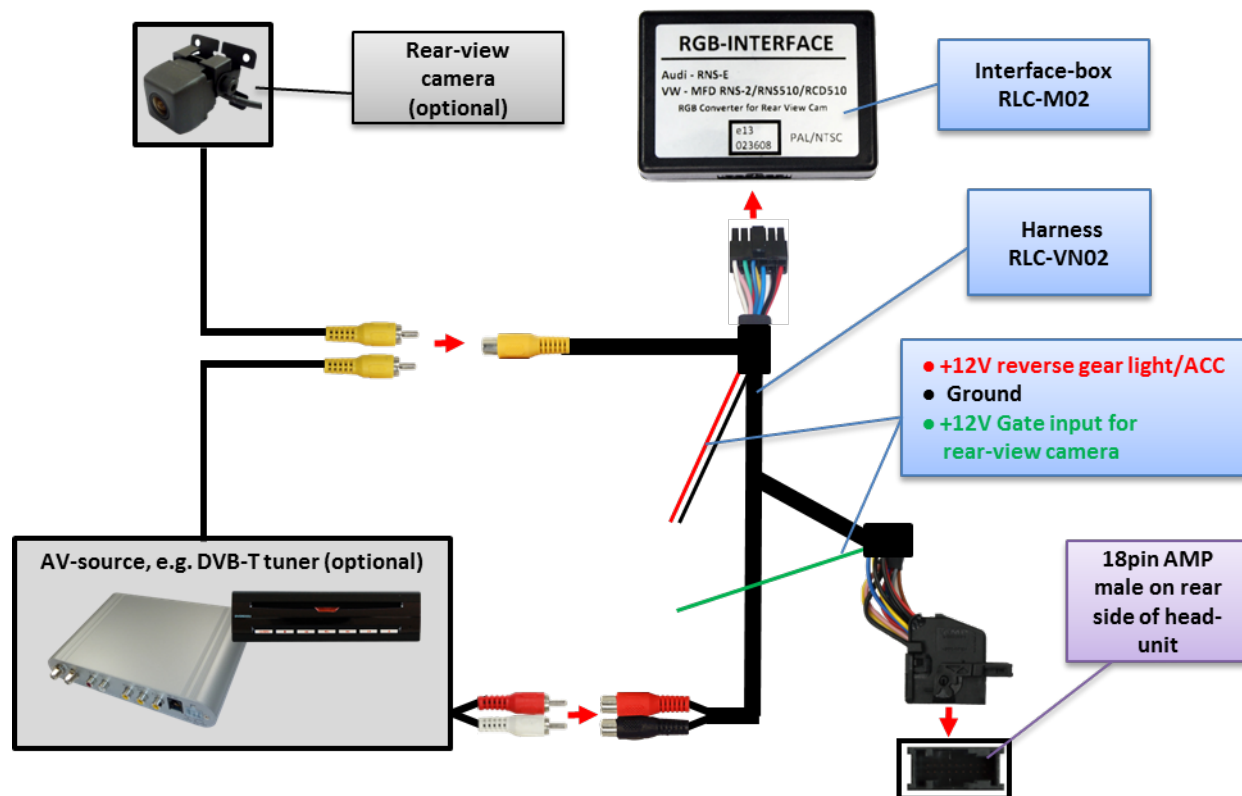 Rear-view
camera
(optional)
RGB-INTERFACE
Audi - RNS-E
VW - MFD RNS-2/RNS510/RCD510
RGB Converter for Rear View Cam
e13
023608
PAL/NTSC
Interface-box
RLC-M02
Harness
RLC-VN02
● +12V reverse gear light/ACC
● Ground
● +12V Gate input for
rear-view camera
AV-source, e.g. DVB-T tuner (optional)
18pin AMP
male on rear
side of head-
unit